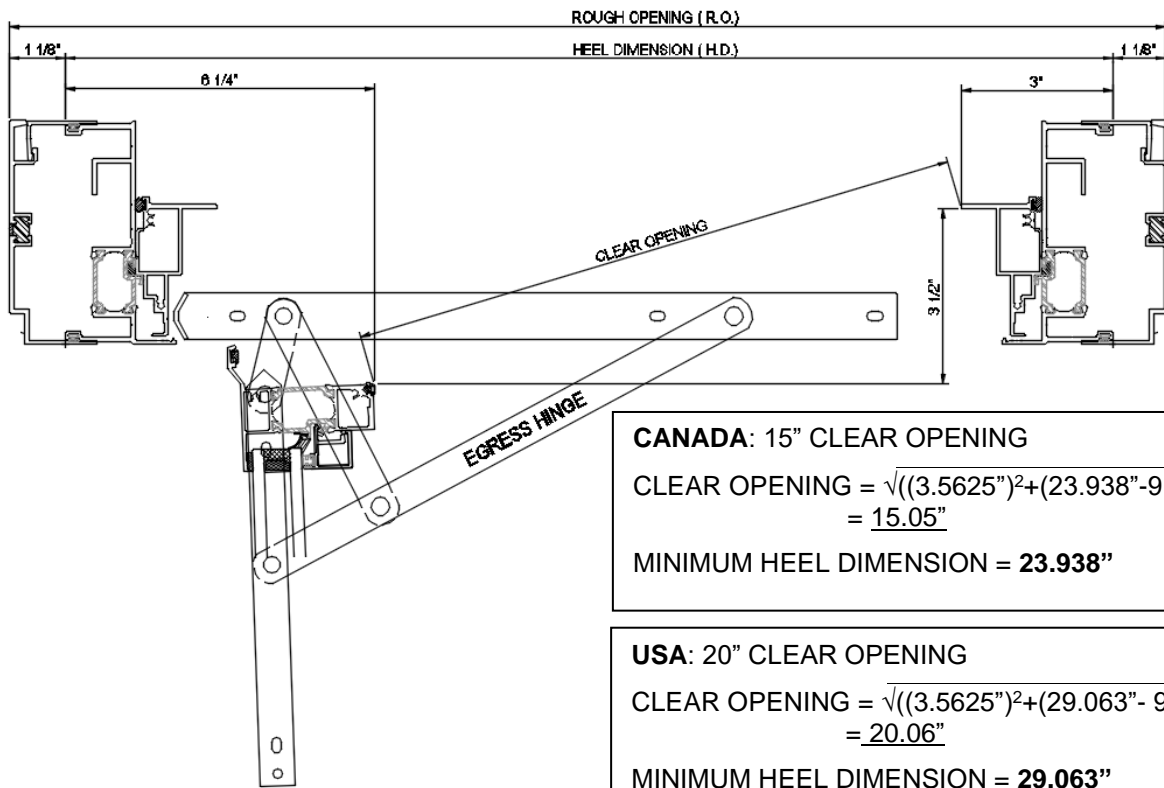 ROUGH OPENING ( R.O.)
1 1/8"
HEEL DIMENSION ( H.D.)
1 1/8"
6 1/4"
3"
CLEAR OPENING
3 1/2"
EGRESS HINGE
CANADA: 15” CLEAR OPENING
CLEAR OPENING = √((3.5625”)²+(23.938”-9
= 15.05”
MINIMUM HEEL DIMENSION = 23.938”
USA: 20” CLEAR OPENING
CLEAR OPENING = √((3.5625”)²+(29.063”- 9
= 20.06”
MINIMUM HEEL DIMENSION = 29.063”